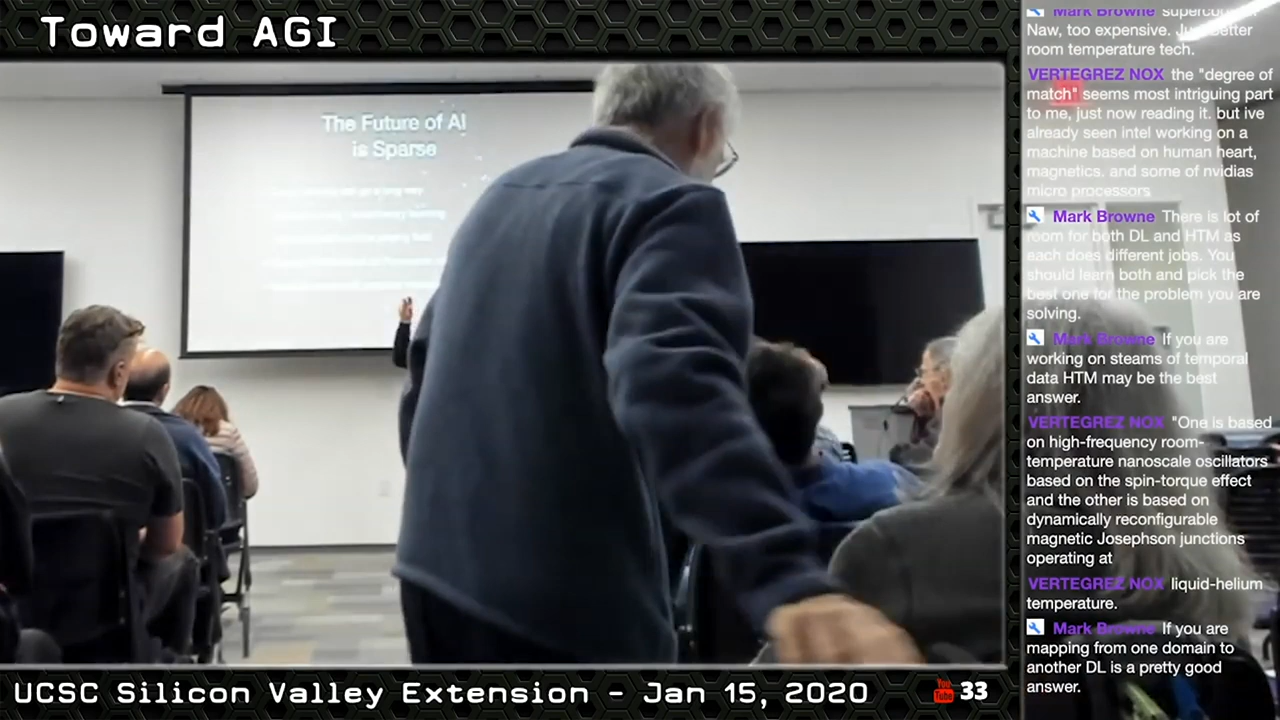 Toward AGI
The Future of AI
is Sparse
Mark Browne
Naw, too expensive. Just better
room temperature tech.
VERTEGREZ NOX the "degree of
match" seems most intriguing part
to me, just now reading it. but ive
already seen intel working on a
machine based on human heart,
magnetics. and some of nvidias
micro processors
Mark Browne There is lot of
room for both DL and HTM as
each does different jobs. You
should learn both and pick the
best one for the problem you are
solving.
Mark Browne If you are
working on steams of temporal
data HTM may be the best
answer.
VERTEGREZ NOX "One is based
on high-frequency room-
temperature nanoscale oscillators
based on the spin-torque effect
and the other is based on
dynamically reconfigurable
magnetic Josephson junctions
operating at
VERTEGREZ NOX liquid-helium
temperature.
Mark Browne If you are
mapping from one domain to
another DL is a pretty good
answer.
UCSC Silicon Valley Extension - Jan 15, 2020
You Tube 33